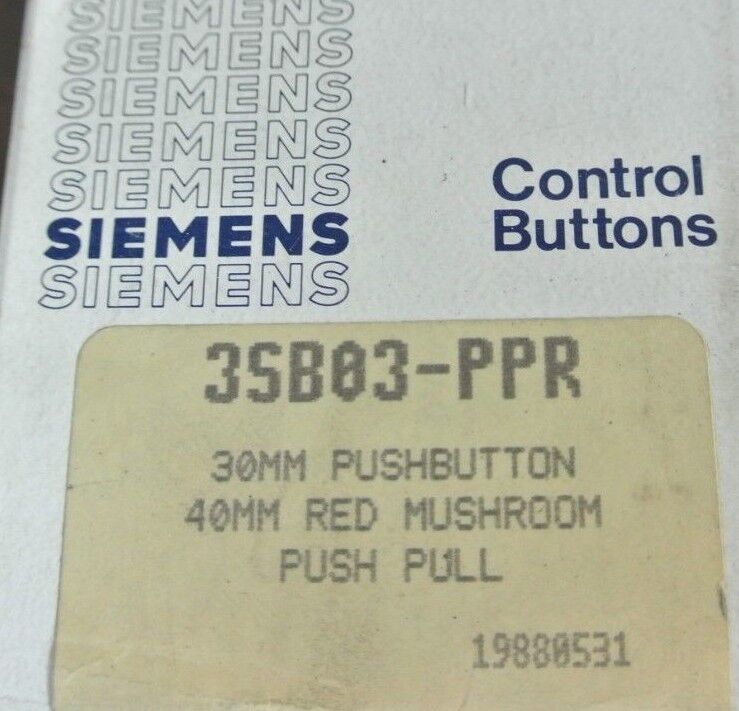 SIEMENS
SIEMENS
SIEMENS
SIEMENS
SIEMENS
SIEMENS
SIEMENS
Control
Buttons
3SB03-PPR
30MM PUSHBUTTON
40MM RED MUSHROOM
PUSH PULL
19880531